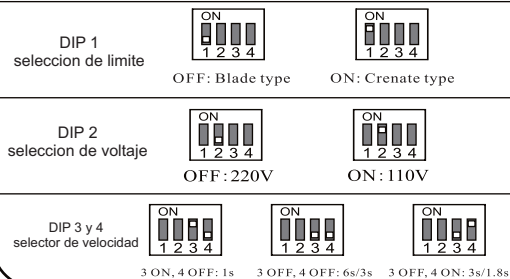 DIP 1
seleccion de limite
ON
1 2 3 4
OFF: Blade type
ON
1 2 3 4
ON: Crenate type
DIP 2
seleccion de voltaje
ON
1 2 3 4
OFF:220V
ON
1 2 3 4
ON:110V
DIP 3 y 4
selector de velocidad
ON
1 2 3 4
3 ON, 4 OFF: 1s
ON
1 2 3 4
3 OFF, 4 OFF: 6s/3s
ON
1 2 3 4
3 OFF, 4 ON: 3s/1.8s